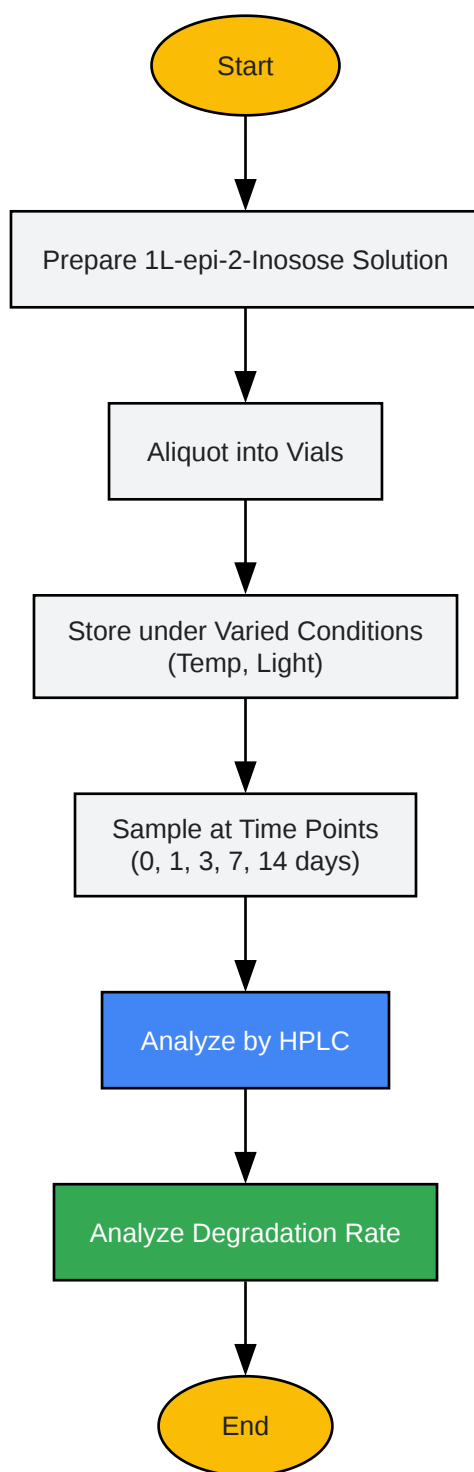 Start
Prepare 1L-epi-2-Inosose Solution
Aliquot into Vials
Store under Varied Conditions
(Temp, Light)
Sample at Time Points
(0, 1, 3, 7, 14 days)
Analyze by HPLC
Analyze Degradation Rate
End